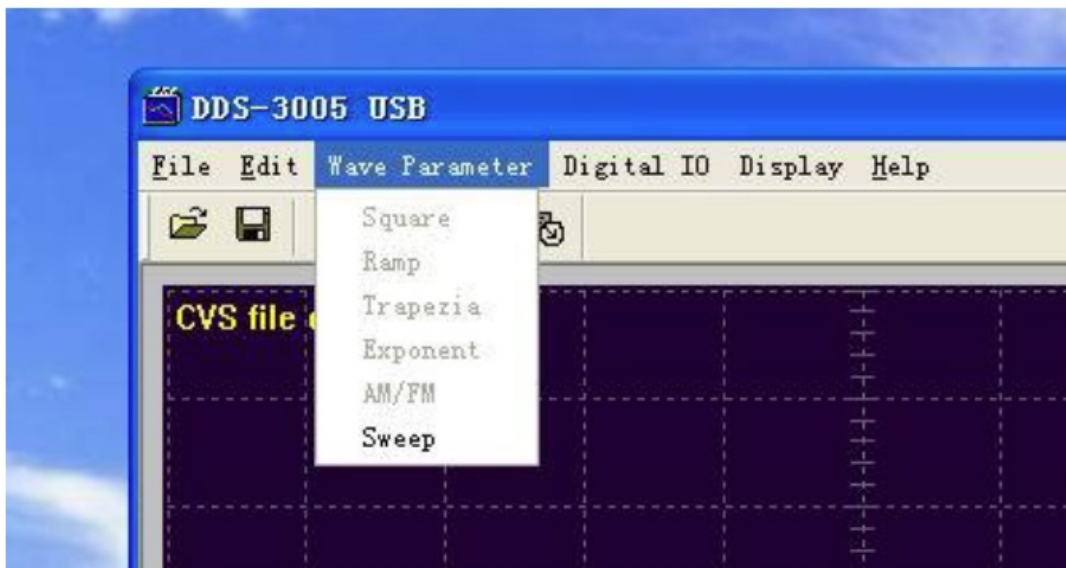 DDS-3005 USB
File Edit Wave Parameter Digital IO Display Help
Square
Ramp
CVS file
Trapezia
Exponent
AM/FM
Sweep